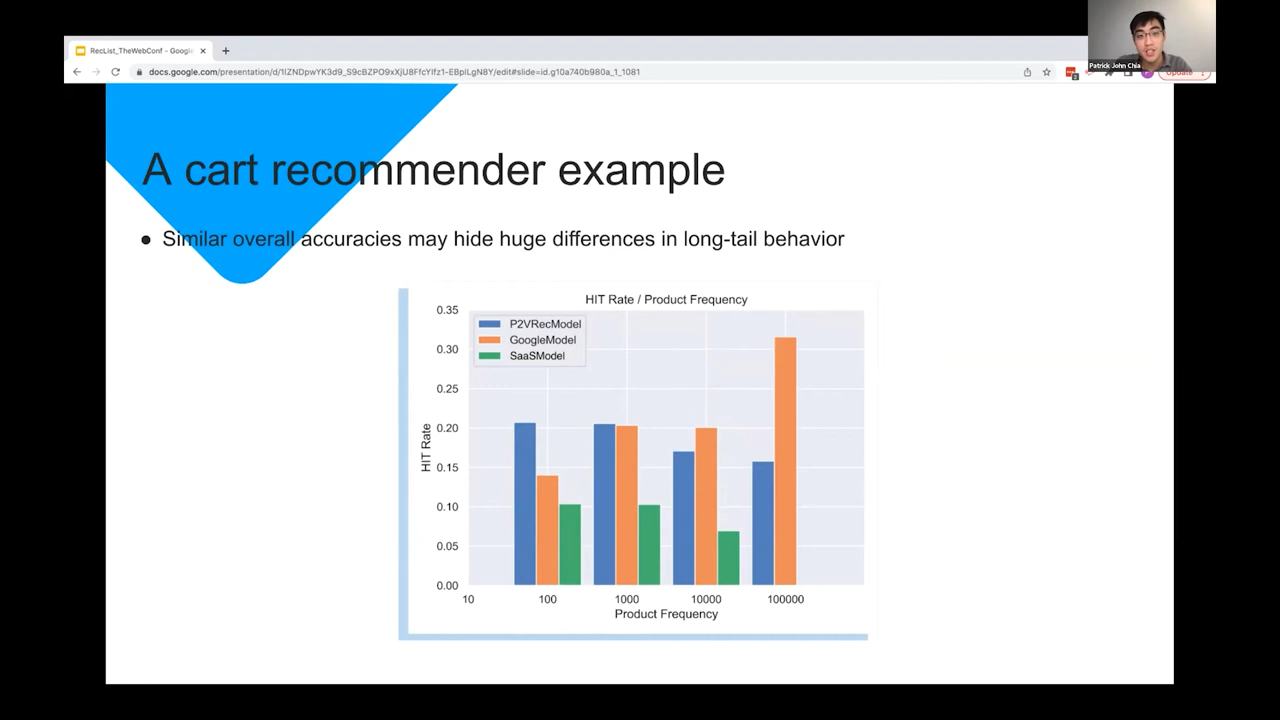 RecList_TheWebConf - Google
docs.google.com/presentation/d/1IZNDpwYK3d9_S9cBZPO9xXjU8FfcYIfz1-EBplLgN8Y/edit#slide=id.g10a740b980a_1_1081
Update
Patrick John Chia
A cart recommender example
● Similar overall accuracies may hide huge differences in long-tail behavior
HIT Rate / Product Frequency
P2VRecModel
GoogleModel
SaaSModel
HIT Rate
0.35
0.30
0.25
0.20
0.15
0.10
0.05
0.00
10 100 1000 10000 100000
Product Frequency